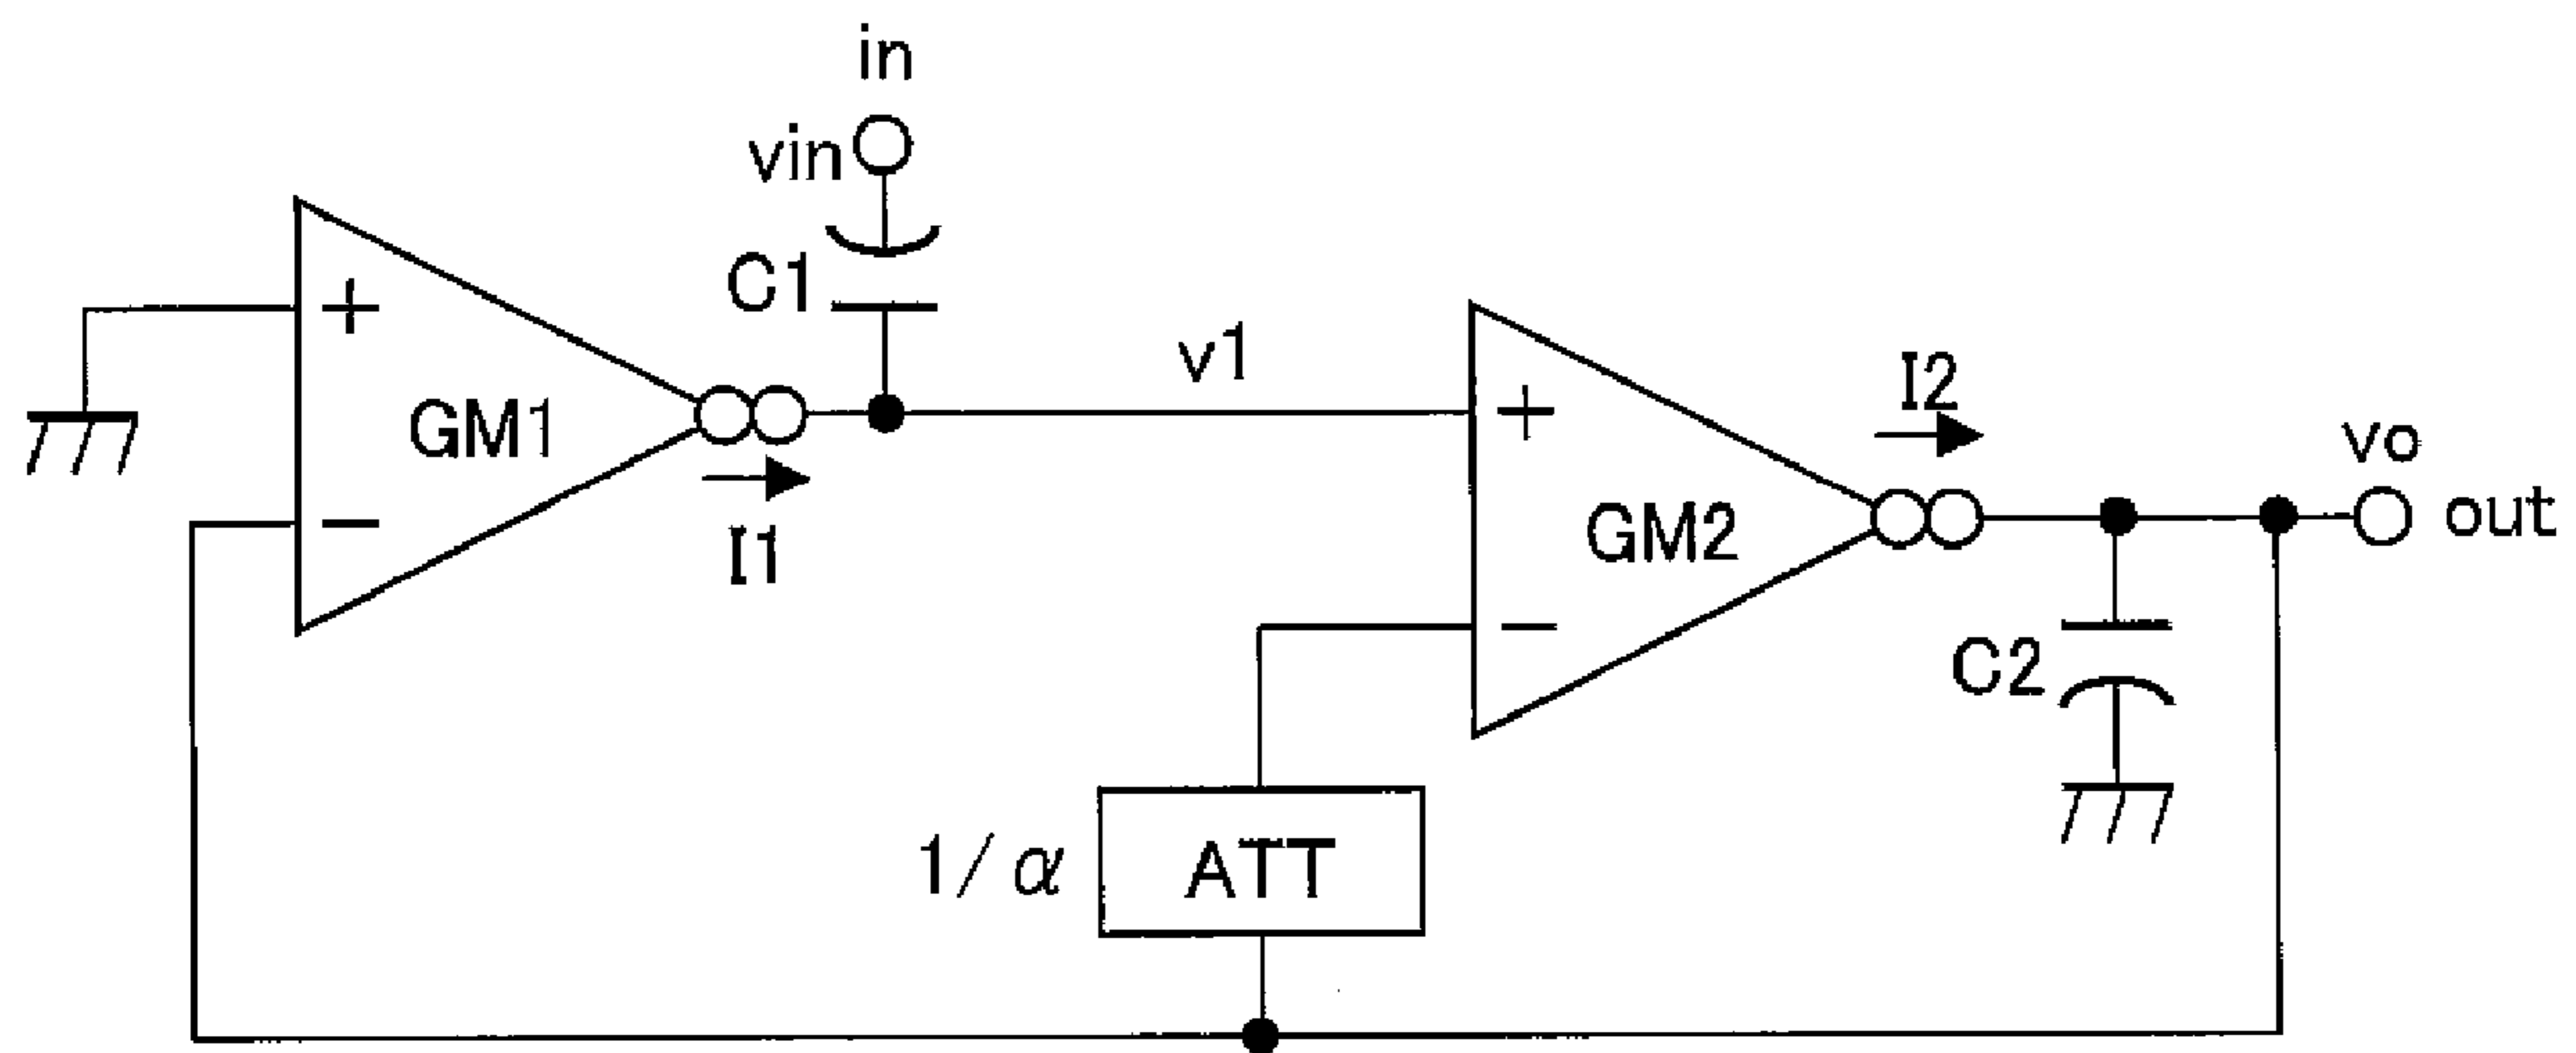 in
vin
C1
+
GM1
−
I1
v1
+
GM2
−
I2
vo
out
C2
1/α
ATT